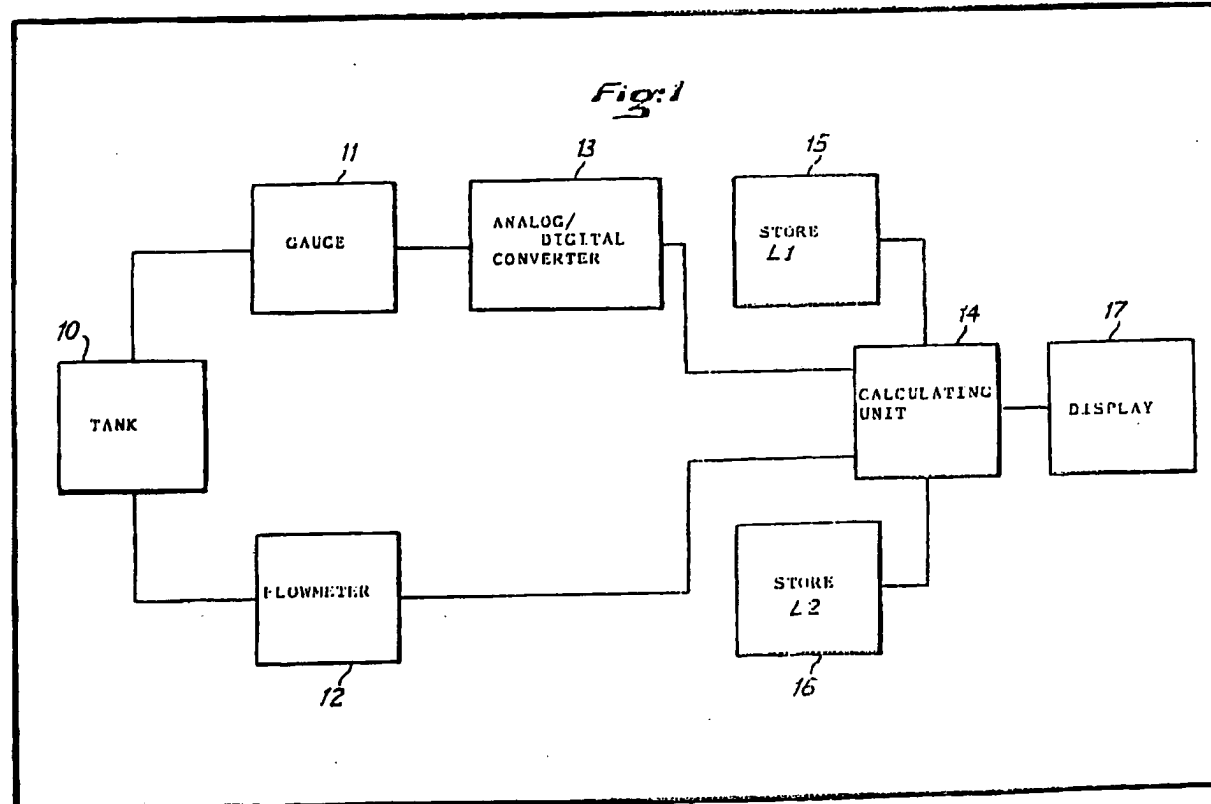 Fig:1
11
GAUGE
13
ANALOG/
DIGITAL
CONVERTER
15
STORE
L1
10
TANK
14
CALCULATING
UNIT
17
DISPLAY
FLOWMETER
12
STORE
L2
16